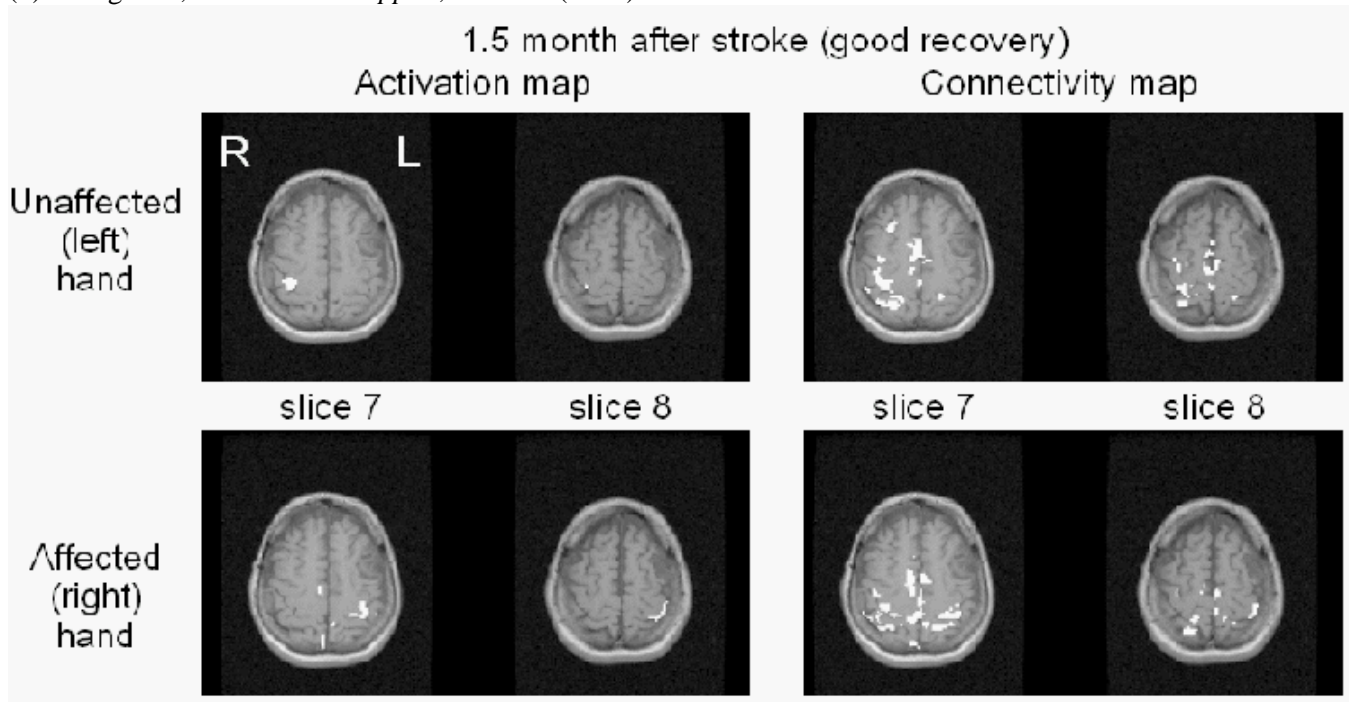 1.5 month after stroke (good recovery)
Activation map Connectivity map
R L
Unaffected
(left)
hand
slice 7 slice 8 slice 7 slice 8
Affected
(right)
hand